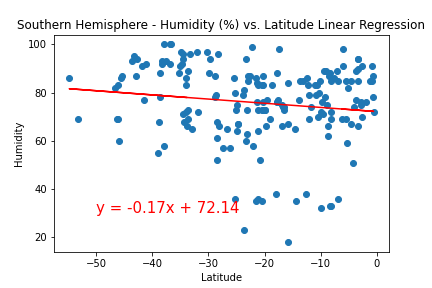 Southern Hemisphere - Humidity (%) vs. Latitude Linear Regression
100
80
60
40
20
Humidity
y = -0.17x + 72.14
−50
−40
−30
−20
−10
0
Latitude